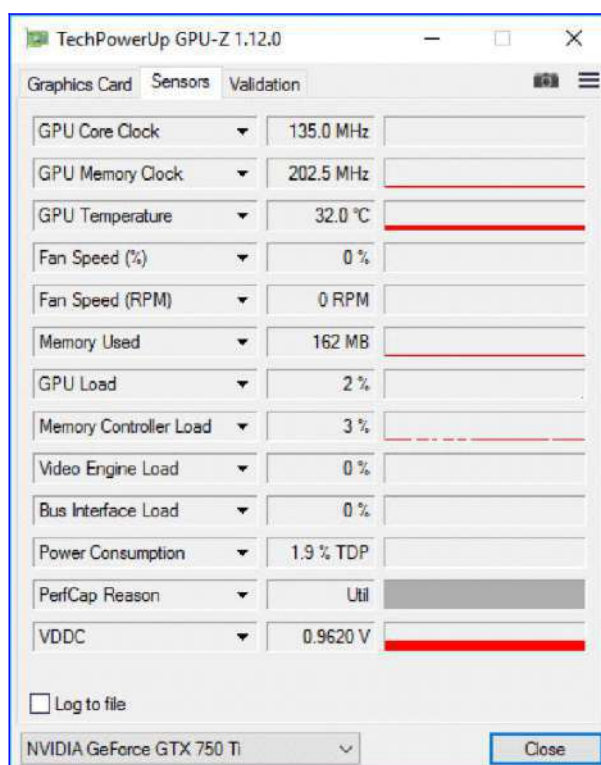 TechPowerUp GPU-Z 1.12.0
Graphics Card Sensors Validation
GPU Core Clock 135.0 MHz
GPU Memory Clock 202.5 MHz
GPU Temperature 32.0 °C
Fan Speed (%) 0 %
Fan Speed (RPM) 0 RPM
Memory Used 162 MB
GPU Load 2 %
Memory Controller Load 3 %
Video Engine Load 0 %
Bus Interface Load 0 %
Power Consumption 1.9 % TDP
PerfCap Reason Util
VDDC 0.9620 V
Log to file
NVIDIA GeForce GTX 750 Ti Close